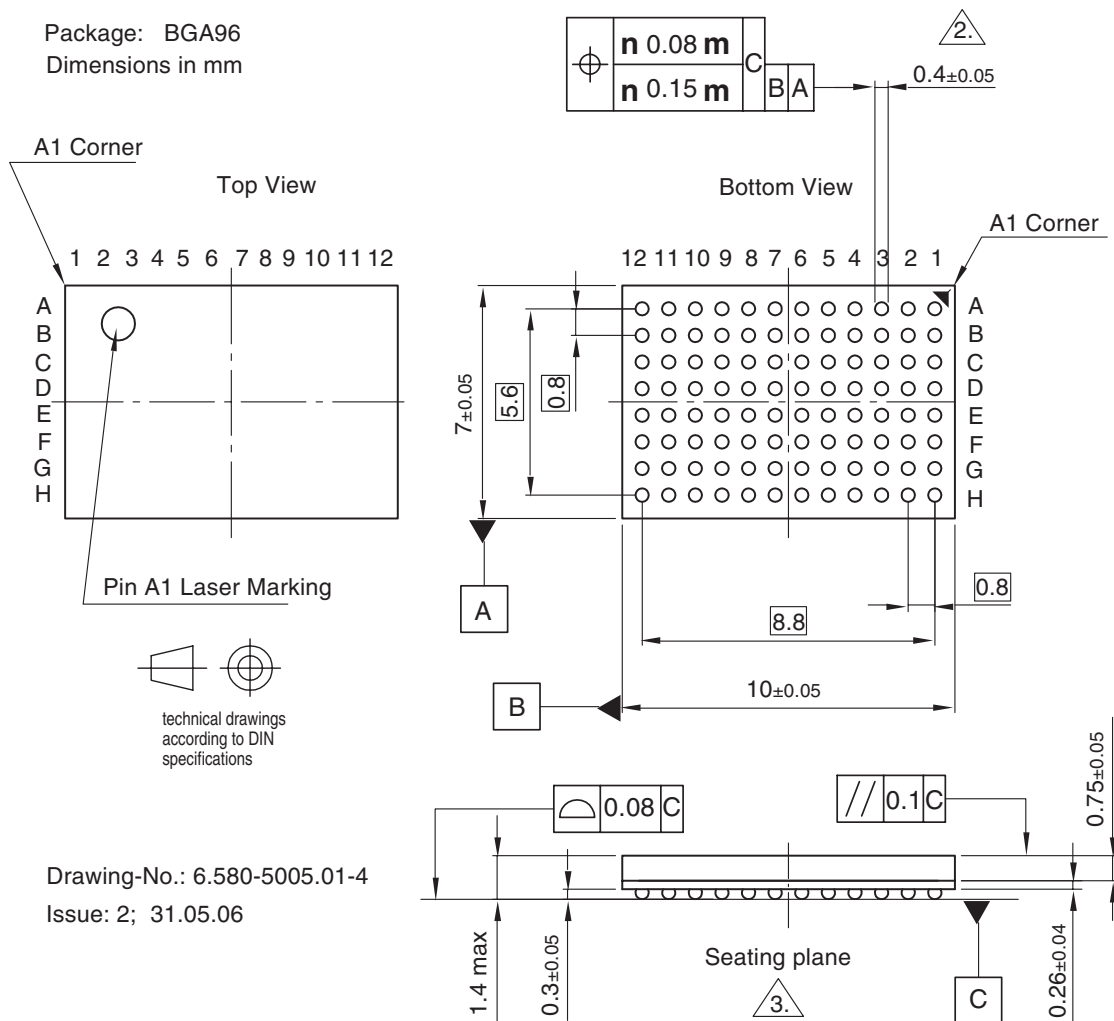 Package: BGA96
Dimensions in mm
n 0.08 m
C
n 0.15 m
B A
2.
0.4±0.05
A1 Corner
Top View
Bottom View
A1 Corner
1 2 3 4 5 6 7 8 9 10 11 12
12 11 10 9 8 7 6 5 4 3 2 1
A
B
C
D
E
F
G
H
7±0.05
5.6
0.8
A
B
C
D
E
F
G
H
Pin A1 Laser Marking
A
0.8
8.8
B
10±0.05
technical drawings
according to DIN
specifications
0.08 C
// 0.1 C
0.75±0.05
Drawing-No.: 6.580-5005.01-4
Issue: 2; 31.05.06
1.4 max
0.3±0.05
Seating plane
3.
C
0.26±0.04